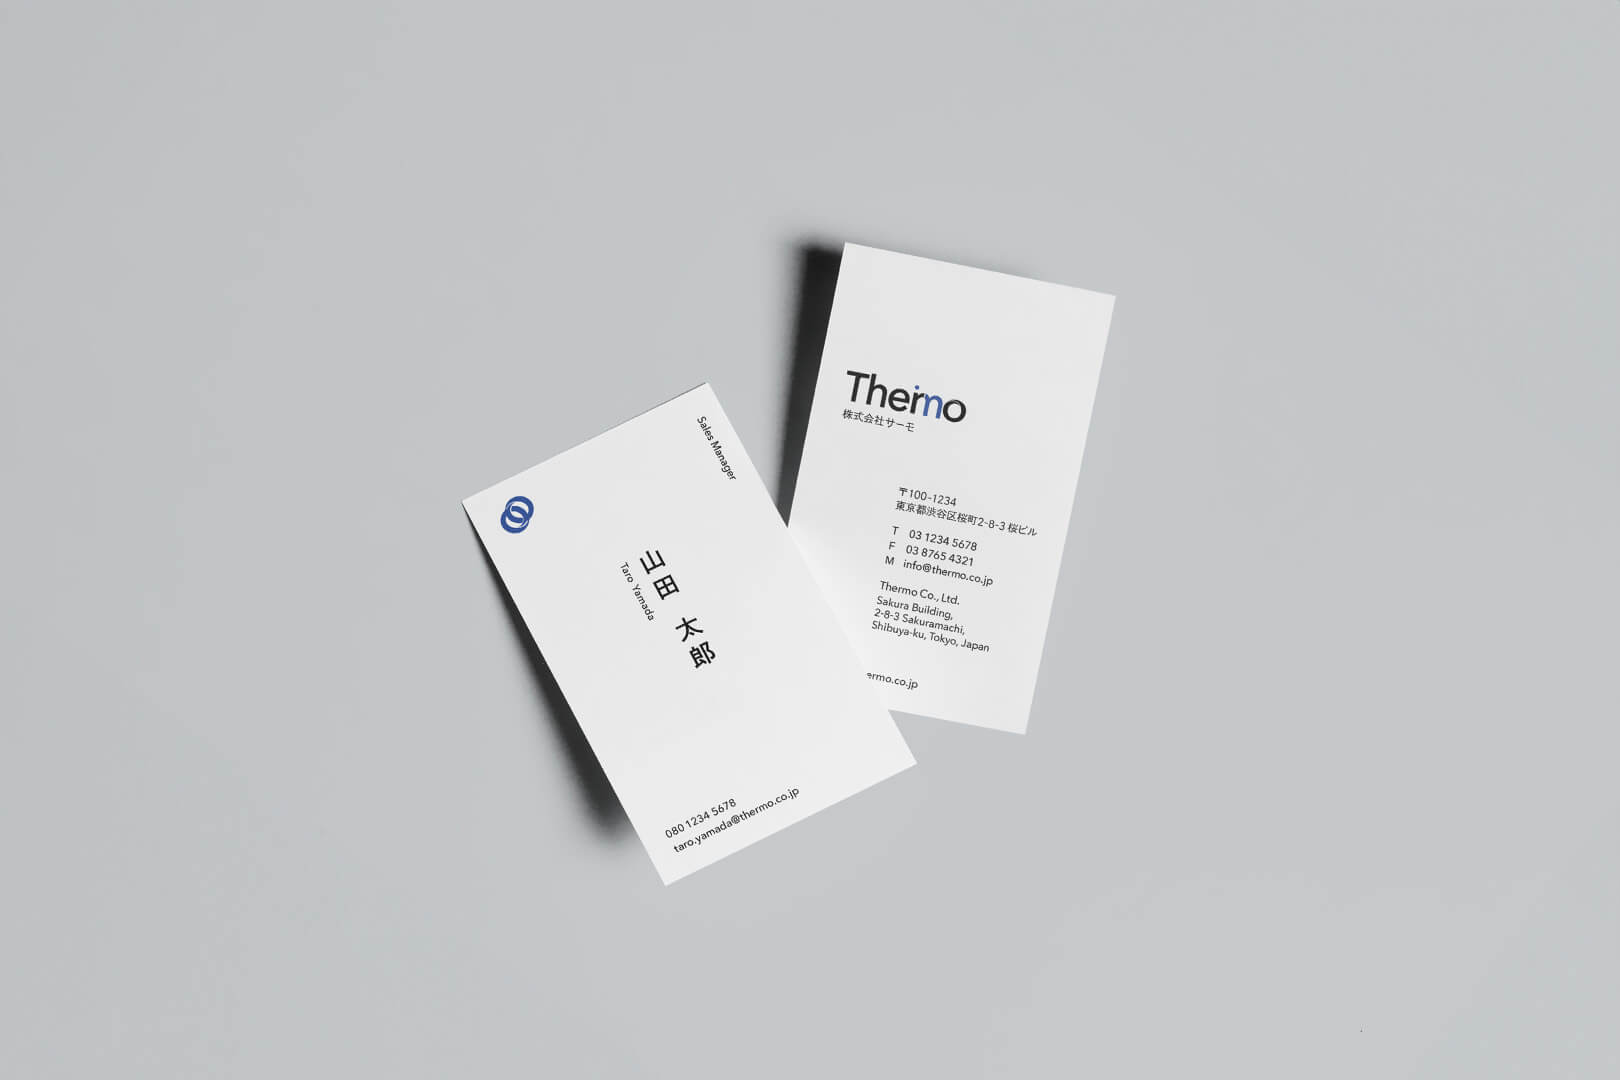 Sales Manager
山田 太郎
Taro Yamada
080 1234 5678
taro.yamada@thermo.co.jp
Thermo
株式会社サーモ
〒100-1234
東京都渋谷区桜町2-8-3 桜ビル
T 03 1234 5678
F 03 8765 4321
M info@thermo.co.jp
Thermo Co., Ltd.
Sakura Building,
2-8-3 Sakuramachi,
Shibuya-ku, Tokyo, Japan
ermo.co.jp